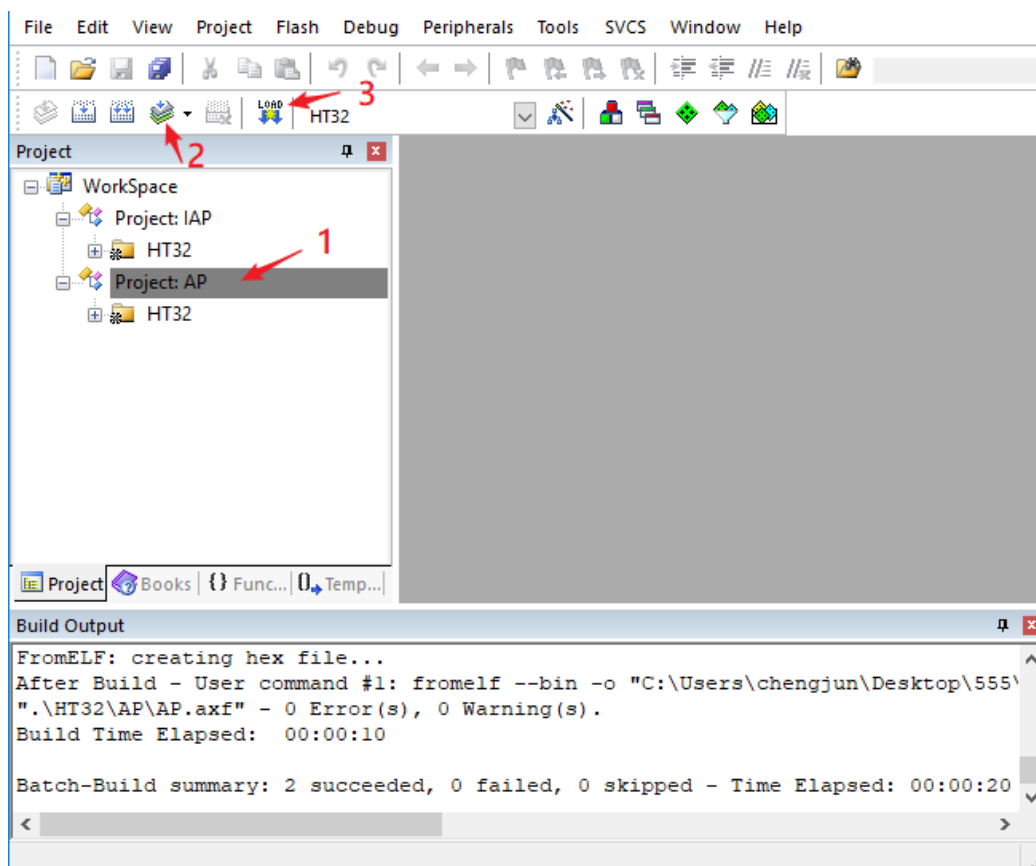 File Edit View Project Flash Debug Peripherals Tools SVCS Window Help
LOAD 3
HT32
2
Project
WorkSpace
Project: IAP
HT32
1
Project: AP
HT32
Project Books {} Func... 0 Temp...
Build Output
FromELF: creating hex file...
After Build - User command #1: fromelf --bin -o "C:\Users\chengjun\Desktop\555\
".\HT32\AP\AP.axf" - 0 Error(s), 0 Warning(s).
Build Time Elapsed:  00:00:10
Batch-Build summary: 2 succeeded, 0 failed, 0 skipped - Time Elapsed: 00:00:20